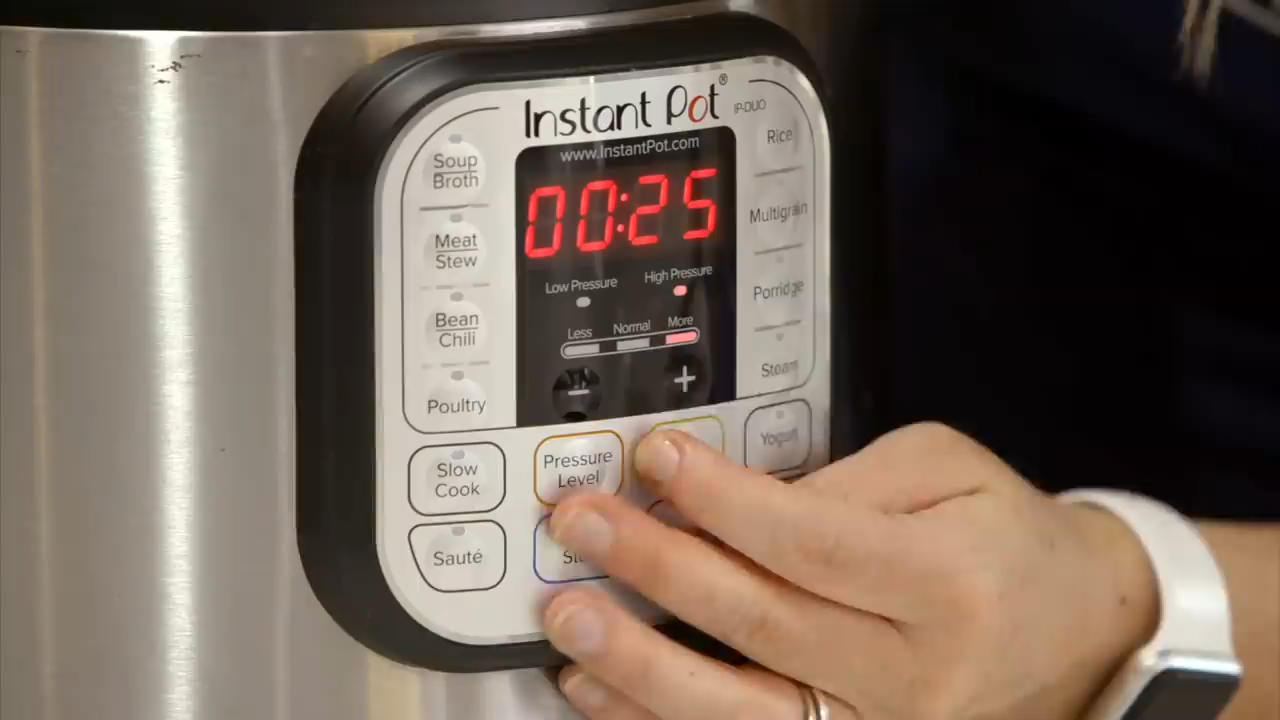 Instant Pot®
IP-DUO
www.InstantPot.com
00:25
Low Pressure
High Pressure
Less
Normal
More
−
+
Soup
Broth
Meat
Stew
Bean
Chili
Poultry
Rice
Multigrain
Porridge
Steam
Slow
Cook
Pressure
Level
Yogurt
Sauté